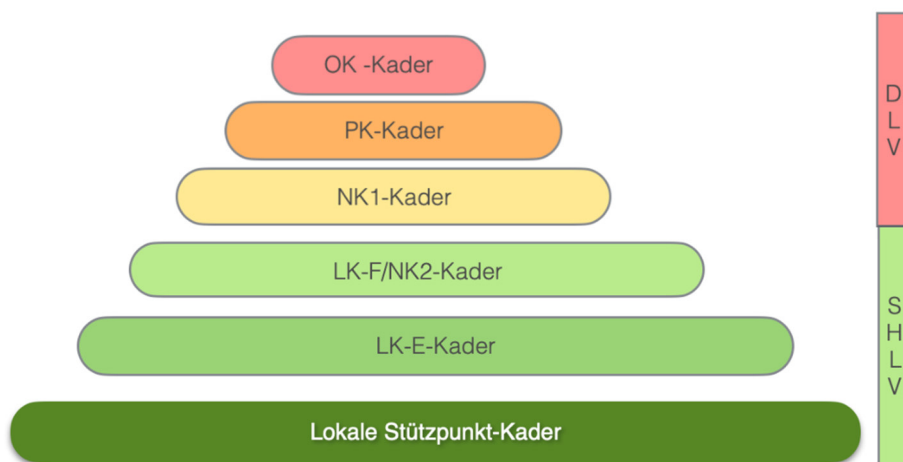 OK -Kader
PK-Kader
NK1-Kader
LK-F/NK2-Kader
LK-E-Kader
Lokale Stützpunkt-Kader
D
L
V
S
H
L
V